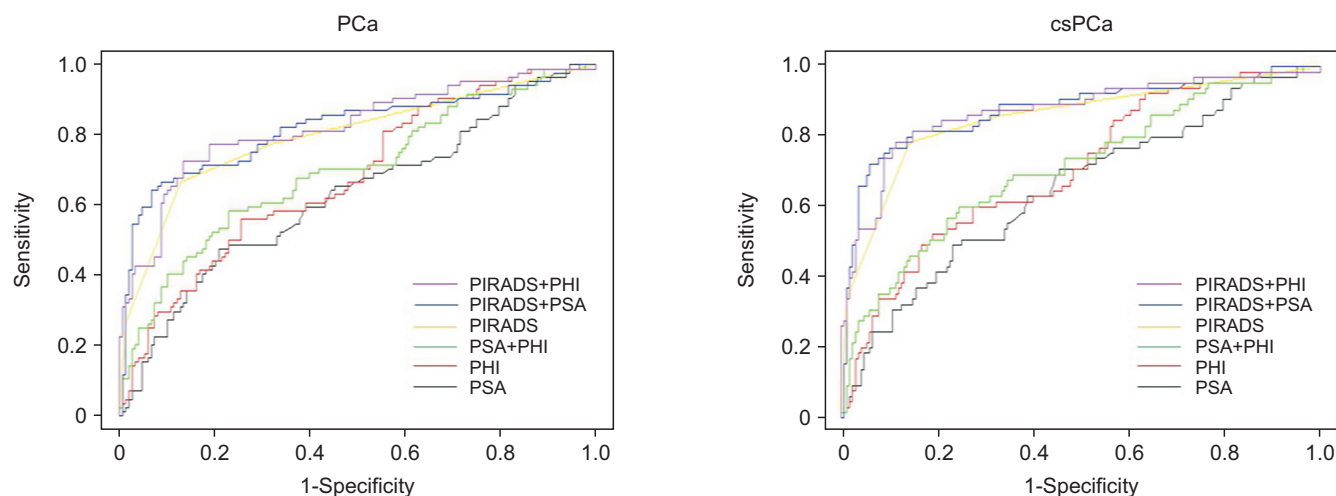 PCa
1.0
0.8
0.6
0.4
0.2
0
Sensitivity
PIRADS+PHI
PIRADS+PSA
PIRADS
PSA+PHI
PHI
PSA
0 0.2 0.4 0.6 0.8 1.0
1-Specificity
csPCa
1.0
0.8
0.6
0.4
0.2
0
Sensitivity
PIRADS+PHI
PIRADS+PSA
PIRADS
PSA+PHI
PHI
PSA
0 0.2 0.4 0.6 0.8 1.0
1-Specificity